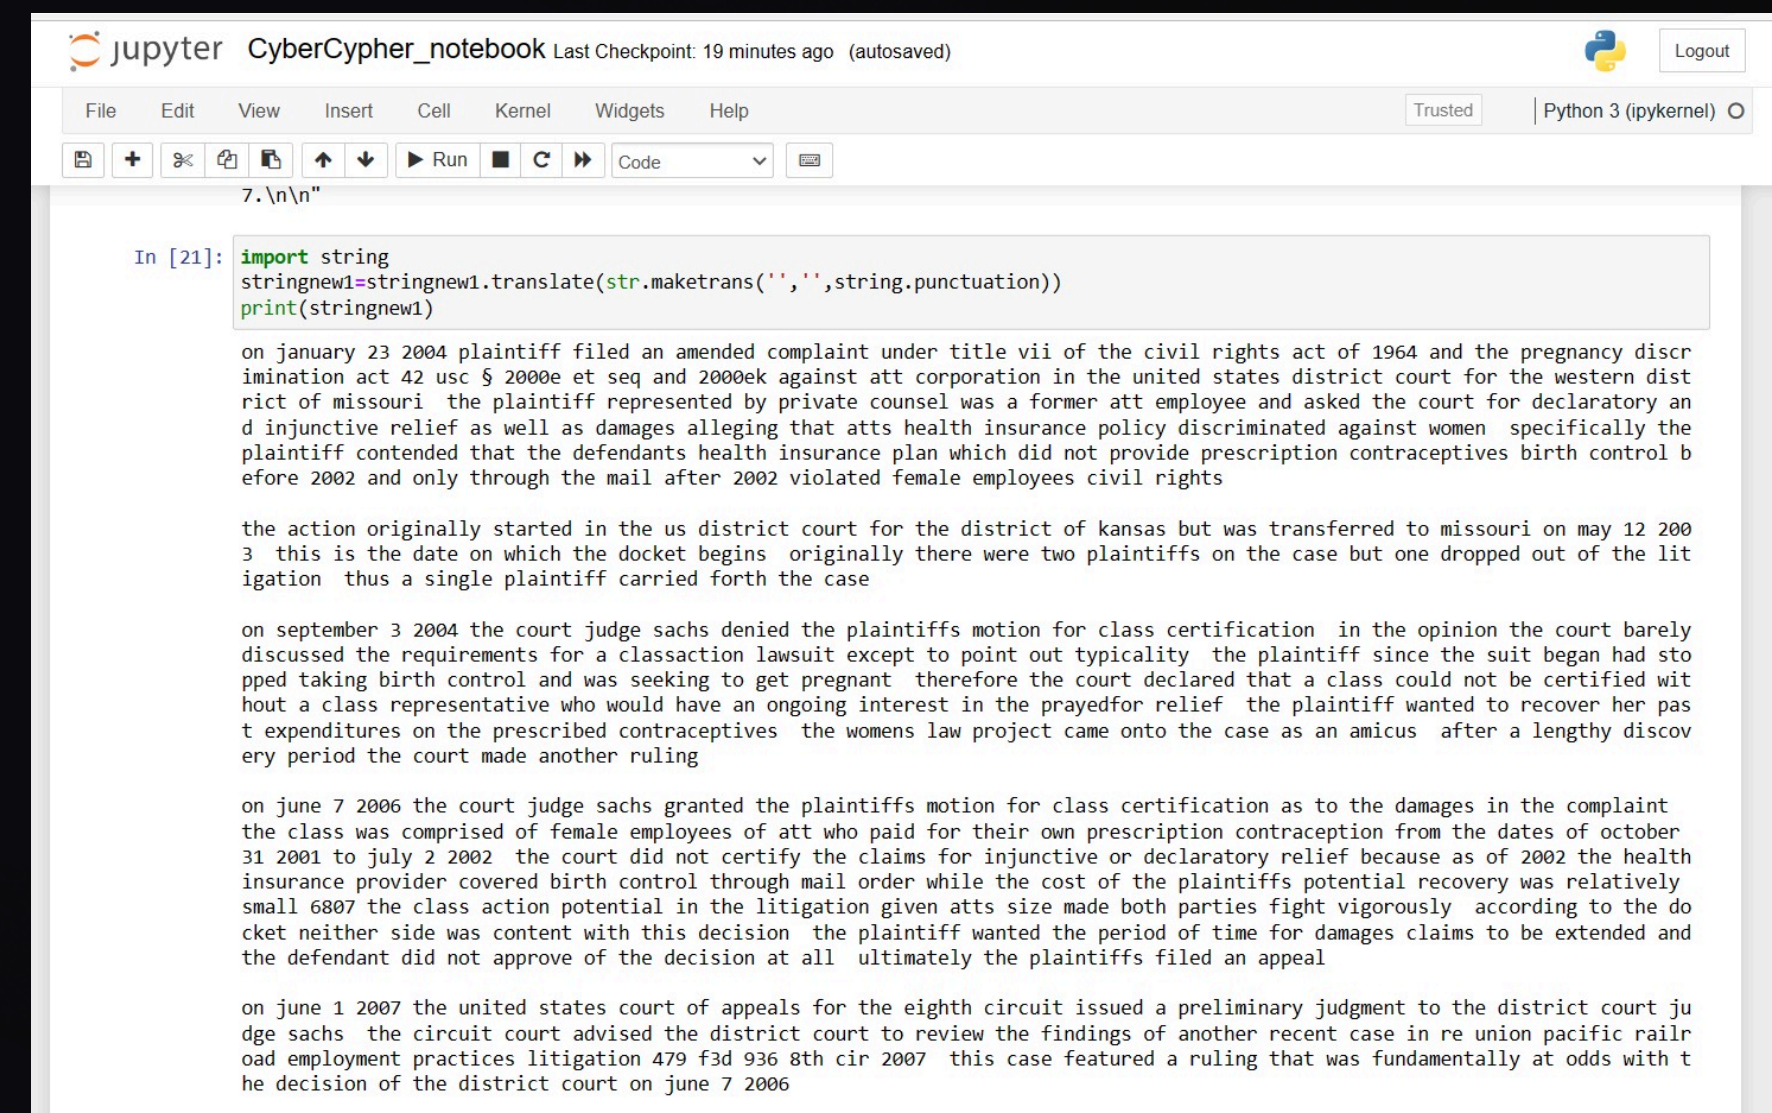 jupyter CyberCypher_notebook Last Checkpoint: 19 minutes ago (autosaved)
Logout
File Edit View Insert Cell Kernel Widgets Help
Trusted Python 3 (ipykernel)
Run Code
7.\n\n"
In [21]: import string
stringnew1=stringnew1.translate(str.maketrans('','',string.punctuation))
print(stringnew1)
on january 23 2004 plaintiff filed an amended complaint under title vii of the civil rights act of 1964 and the pregnancy discr
imination act 42 usc § 2000e et seq and 2000ek against att corporation in the united states district court for the western dist
rict of missouri  the plaintiff represented by private counsel was a former att employee and asked the court for declaratory an
d injunctive relief as well as damages alleging that atts health insurance policy discriminated against women  specifically the
plaintiff contended that the defendants health insurance plan which did not provide prescription contraceptives birth control b
efore 2002 and only through the mail after 2002 violated female employees civil rights
the action originally started in the us district court for the district of kansas but was transferred to missouri on may 12 200
3  this is the date on which the docket begins  originally there were two plaintiffs on the case but one dropped out of the lit
igation  thus a single plaintiff carried forth the case
on september 3 2004 the court judge sachs denied the plaintiffs motion for class certification  in the opinion the court barely
discussed the requirements for a classaction lawsuit except to point out typicality  the plaintiff since the suit began had sto
pped taking birth control and was seeking to get pregnant  therefore the court declared that a class could not be certified wit
hout a class representative who would have an ongoing interest in the prayedfor relief  the plaintiff wanted to recover her pas
t expenditures on the prescribed contraceptives  the womens law project came onto the case as an amicus  after a lengthy discov
ery period the court made another ruling
on june 7 2006 the court judge sachs granted the plaintiffs motion for class certification as to the damages in the complaint
the class was comprised of female employees of att who paid for their own prescription contraception from the dates of october
31 2001 to july 2 2002  the court did not certify the claims for injunctive or declaratory relief because as of 2002 the health
insurance provider covered birth control through mail order while the cost of the plaintiffs potential recovery was relatively
small 6807 the class action potential in the litigation given atts size made both parties fight vigorously  according to the do
cket neither side was content with this decision  the plaintiff wanted the period of time for damages claims to be extended and
the defendant did not approve of the decision at all  ultimately the plaintiffs filed an appeal
on june 1 2007 the united states court of appeals for the eighth circuit issued a preliminary judgment to the district court ju
dge sachs  the circuit court advised the district court to review the findings of another recent case in re union pacific railr
oad employment practices litigation 479 f3d 936 8th cir 2007  this case featured a ruling that was fundamentally at odds with t
he decision of the district court on june 7 2006